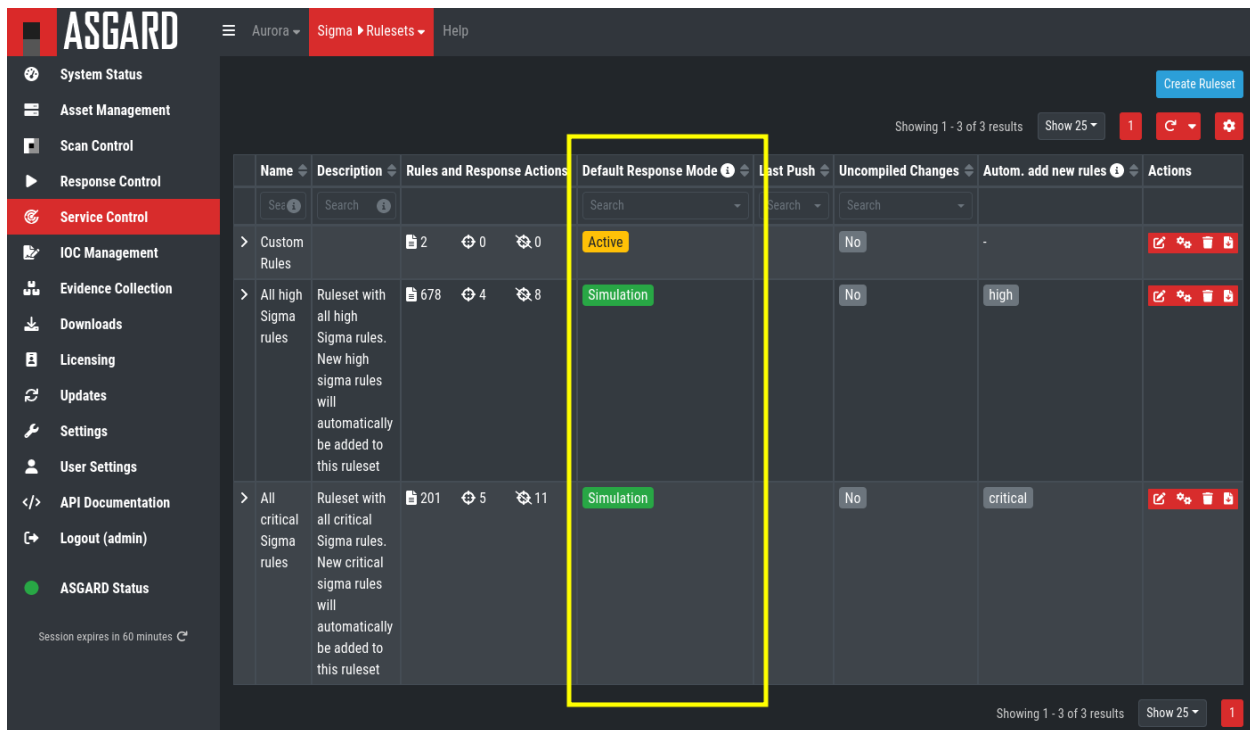 ASGARD
Aurora
Sigma Rulesets
Help
System Status
Asset Management
Scan Control
Response Control
Service Control
IOC Management
Evidence Collection
Downloads
Licensing
Updates
Settings
User Settings
API Documentation
Logout (admin)
ASGARD Status
Session expires in 60 minutes
Create Ruleset
Showing 1 - 3 of 3 results Show 25 1
Name Description Rules and Response Actions Default Response Mode Last Push Uncompiled Changes Autom. add new rules Actions
Search Search Search Search
Custom 2 0 0 Active No -
Rules
All high Ruleset with 678 4 8 Simulation No high
Sigma all high
rules Sigma rules.
New high
sigma rules
will
automatically
be added to
this ruleset
All Ruleset with 201 5 11 Simulation No critical
critical all critical
Sigma Sigma rules.
rules New critical
sigma rules
will
automatically
be added to
this ruleset
Showing 1 - 3 of 3 results Show 25 1